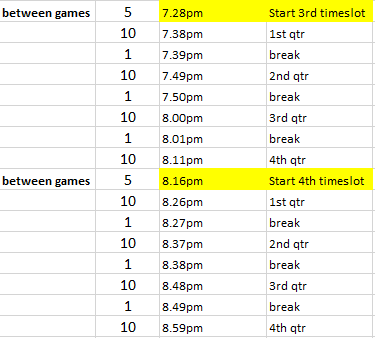 between games 5 7.28pm Start 3rd timeslot
10 7.38pm 1st qtr
1 7.39pm break
10 7.49pm 2nd qtr
1 7.50pm break
10 8.00pm 3rd qtr
1 8.01pm break
10 8.11pm 4th qtr
between games 5 8.16pm Start 4th timeslot
10 8.26pm 1st qtr
1 8.27pm break
10 8.37pm 2nd qtr
1 8.38pm break
10 8.48pm 3rd qtr
1 8.49pm break
10 8.59pm 4th qtr